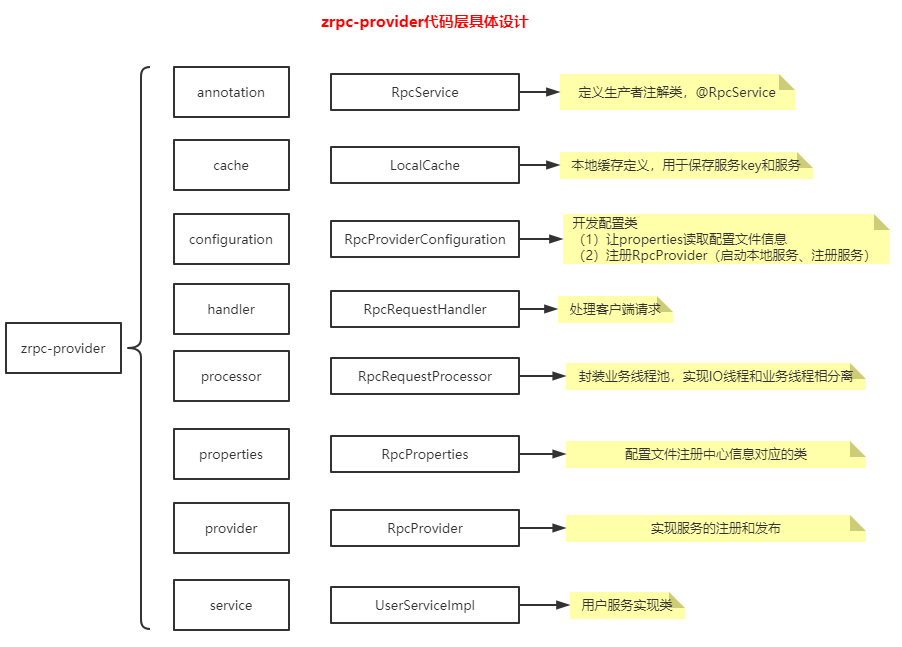 zrpc-provider代码层具体设计
annotation
RpcService
定义生产者注解类，@RpcService
cache
LocalCache
本地缓存定义，用于保存服务key和服务
configuration
RpcProviderConfiguration
开发配置类
（1）让properties读取配置文件信息
（2）注册RpcProvider（启动本地服务、注册服务）
handler
RpcRequestHandler
处理客户端请求
zrpc-provider
processor
RpcRequestProcessor
封装业务线程池，实现IO线程和业务线程相分离
properties
RpcProperties
配置文件注册中心信息对应的类
provider
RpcProvider
实现服务的注册和发布
service
UserServiceImpl
用户服务实现类